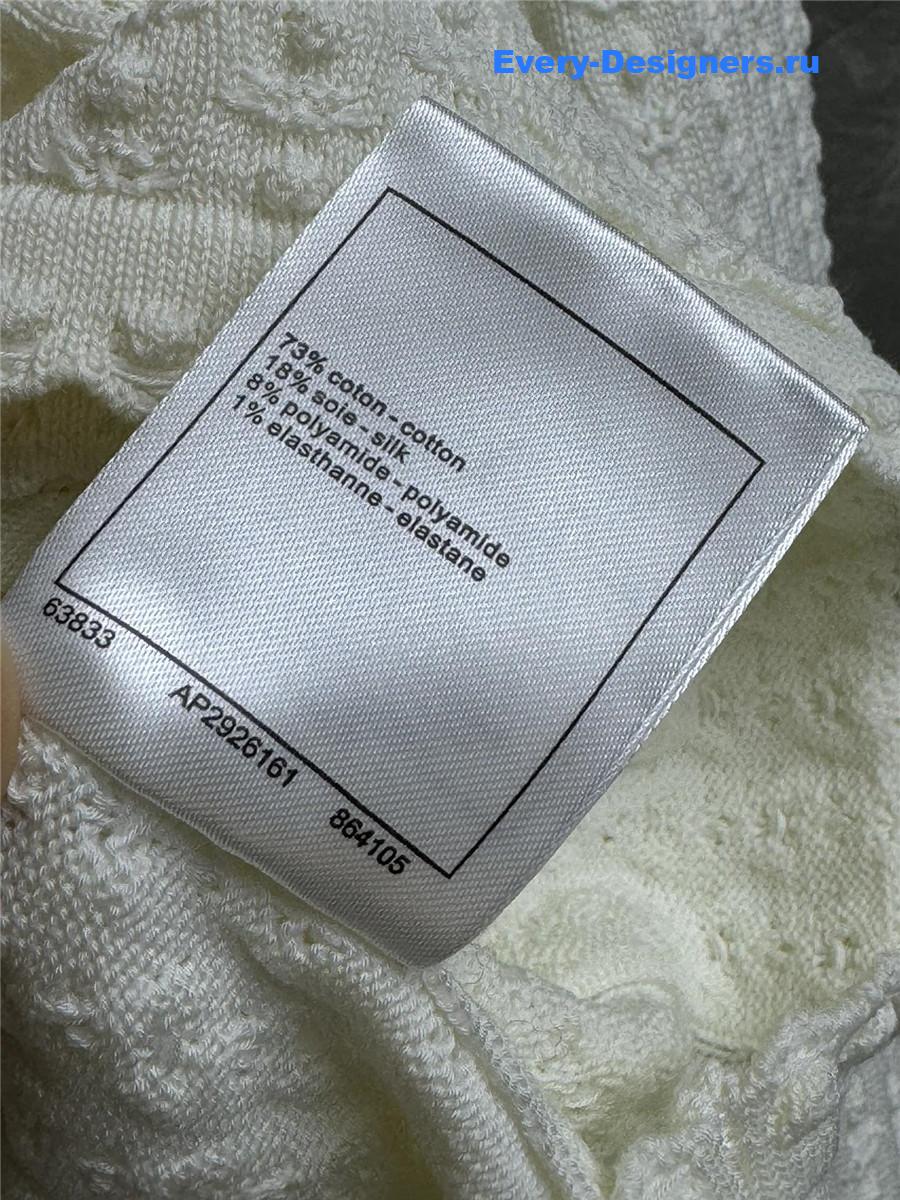 Every-Designers.ru
73% coton - cotton
18% soie - silk
8% polyamide - polyamide
1% elasthanne - elastane
63833
AP2926161
864105